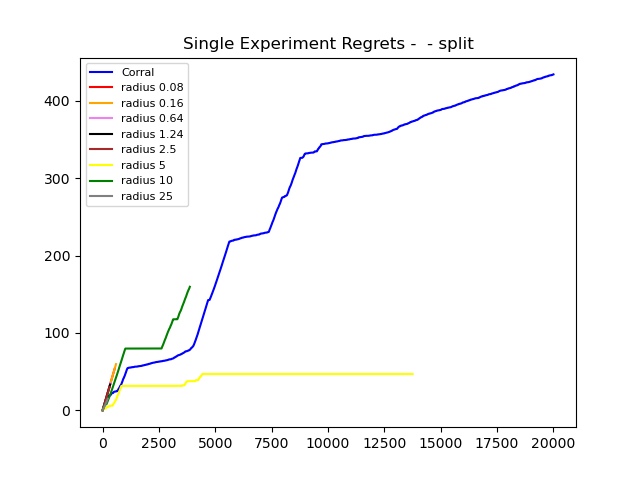 Single Experiment Regrets -  - split
Corral
radius 0.08
radius 0.16
radius 0.64
radius 1.24
radius 2.5
radius 5
radius 10
radius 25
400
300
200
100
0
0 2500 5000 7500 10000 12500 15000 17500 20000